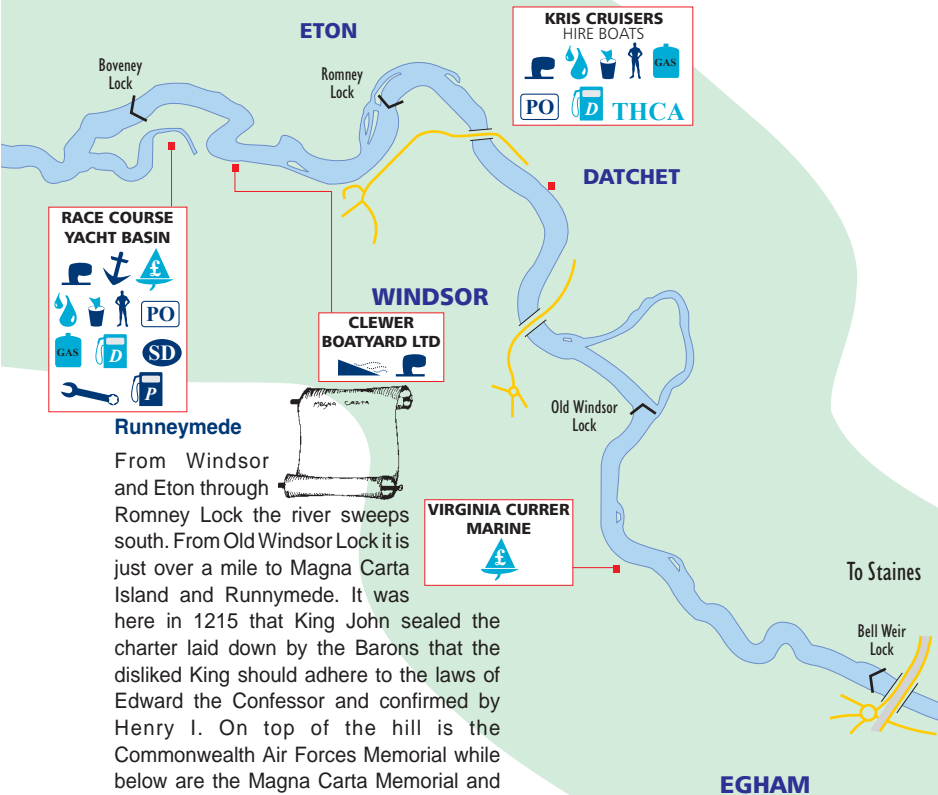 ETON
KRIS CRUISERS
HIRE BOATS
GAS
PO
D
THCA
Boveney
Lock
Romney
Lock
DATCHET
RACE COURSE
YACHT BASIN
£
PO
GAS
D
SD
P
WINDSOR
CLEWER
BOATYARD LTD
Old Windsor
Lock
MAGNA CARTA
Runneymede
From Windsor
and Eton through
Romney Lock the river sweeps
south. From Old Windsor Lock it is
just over a mile to Magna Carta
Island and Runnymede. It was
here in 1215 that King John sealed the
charter laid down by the Barons that the
disliked King should adhere to the laws of
Edward the Confessor and confirmed by
Henry I. On top of the hill is the
Commonwealth Air Forces Memorial while
below are the Magna Carta Memorial and
VIRGINIA CURRER
MARINE
£
To Staines
Bell Weir
Lock
EGHAM